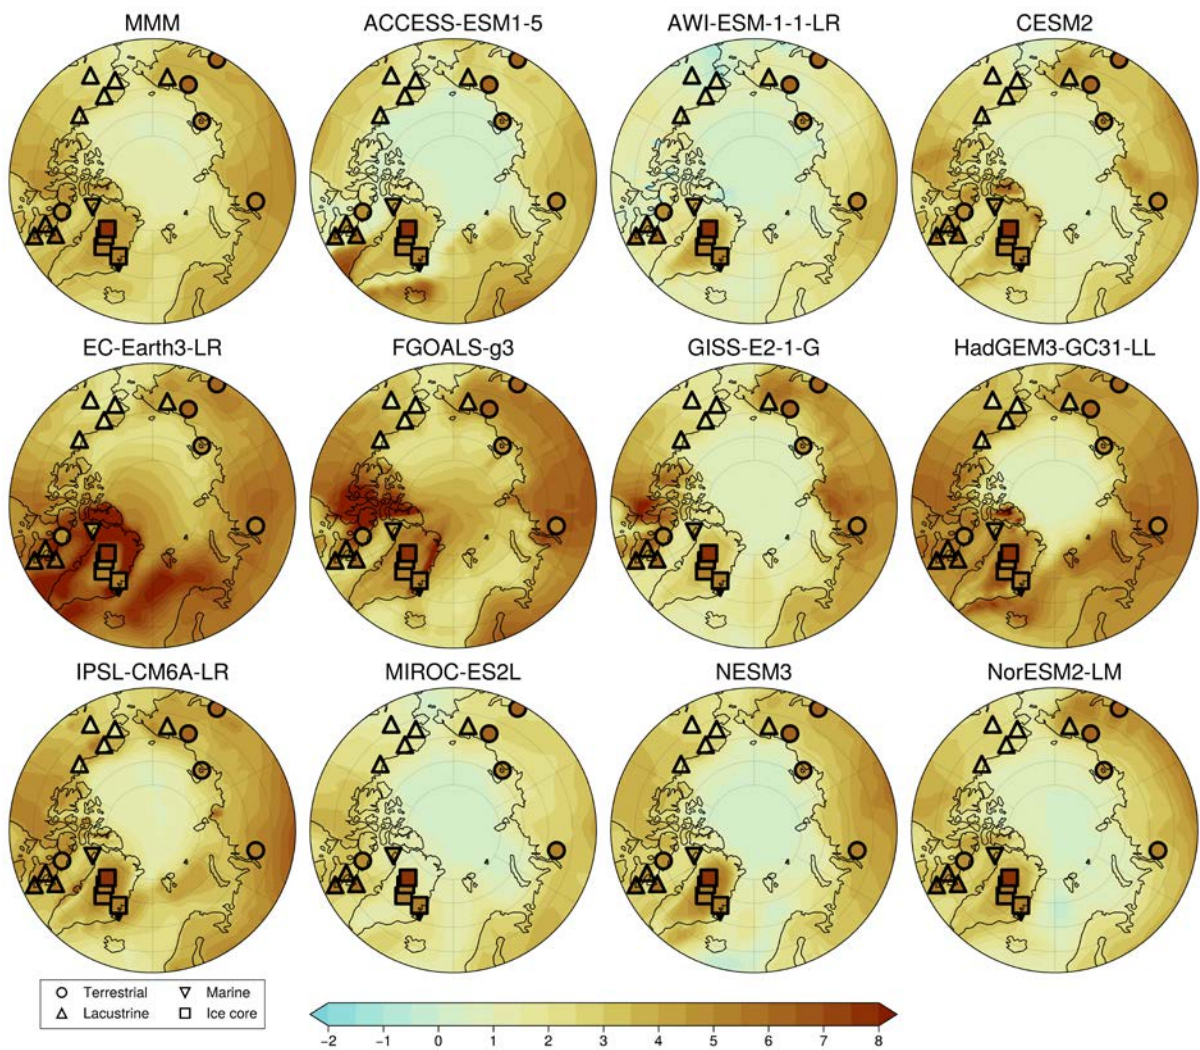 MMM ACCESS-ESM1-5 AWI-ESM-1-1-LR CESM2
EC-Earth3-LR FGOALS-g3 GISS-E2-1-G HadGEM3-GC31-LL
IPSL-CM6A-LR MIROC-ES2L NESM3 NorESM2-LM
Terrestrial Marine
Lacustrine Ice core
−2 −1 0 1 2 3 4 5 6 7 8